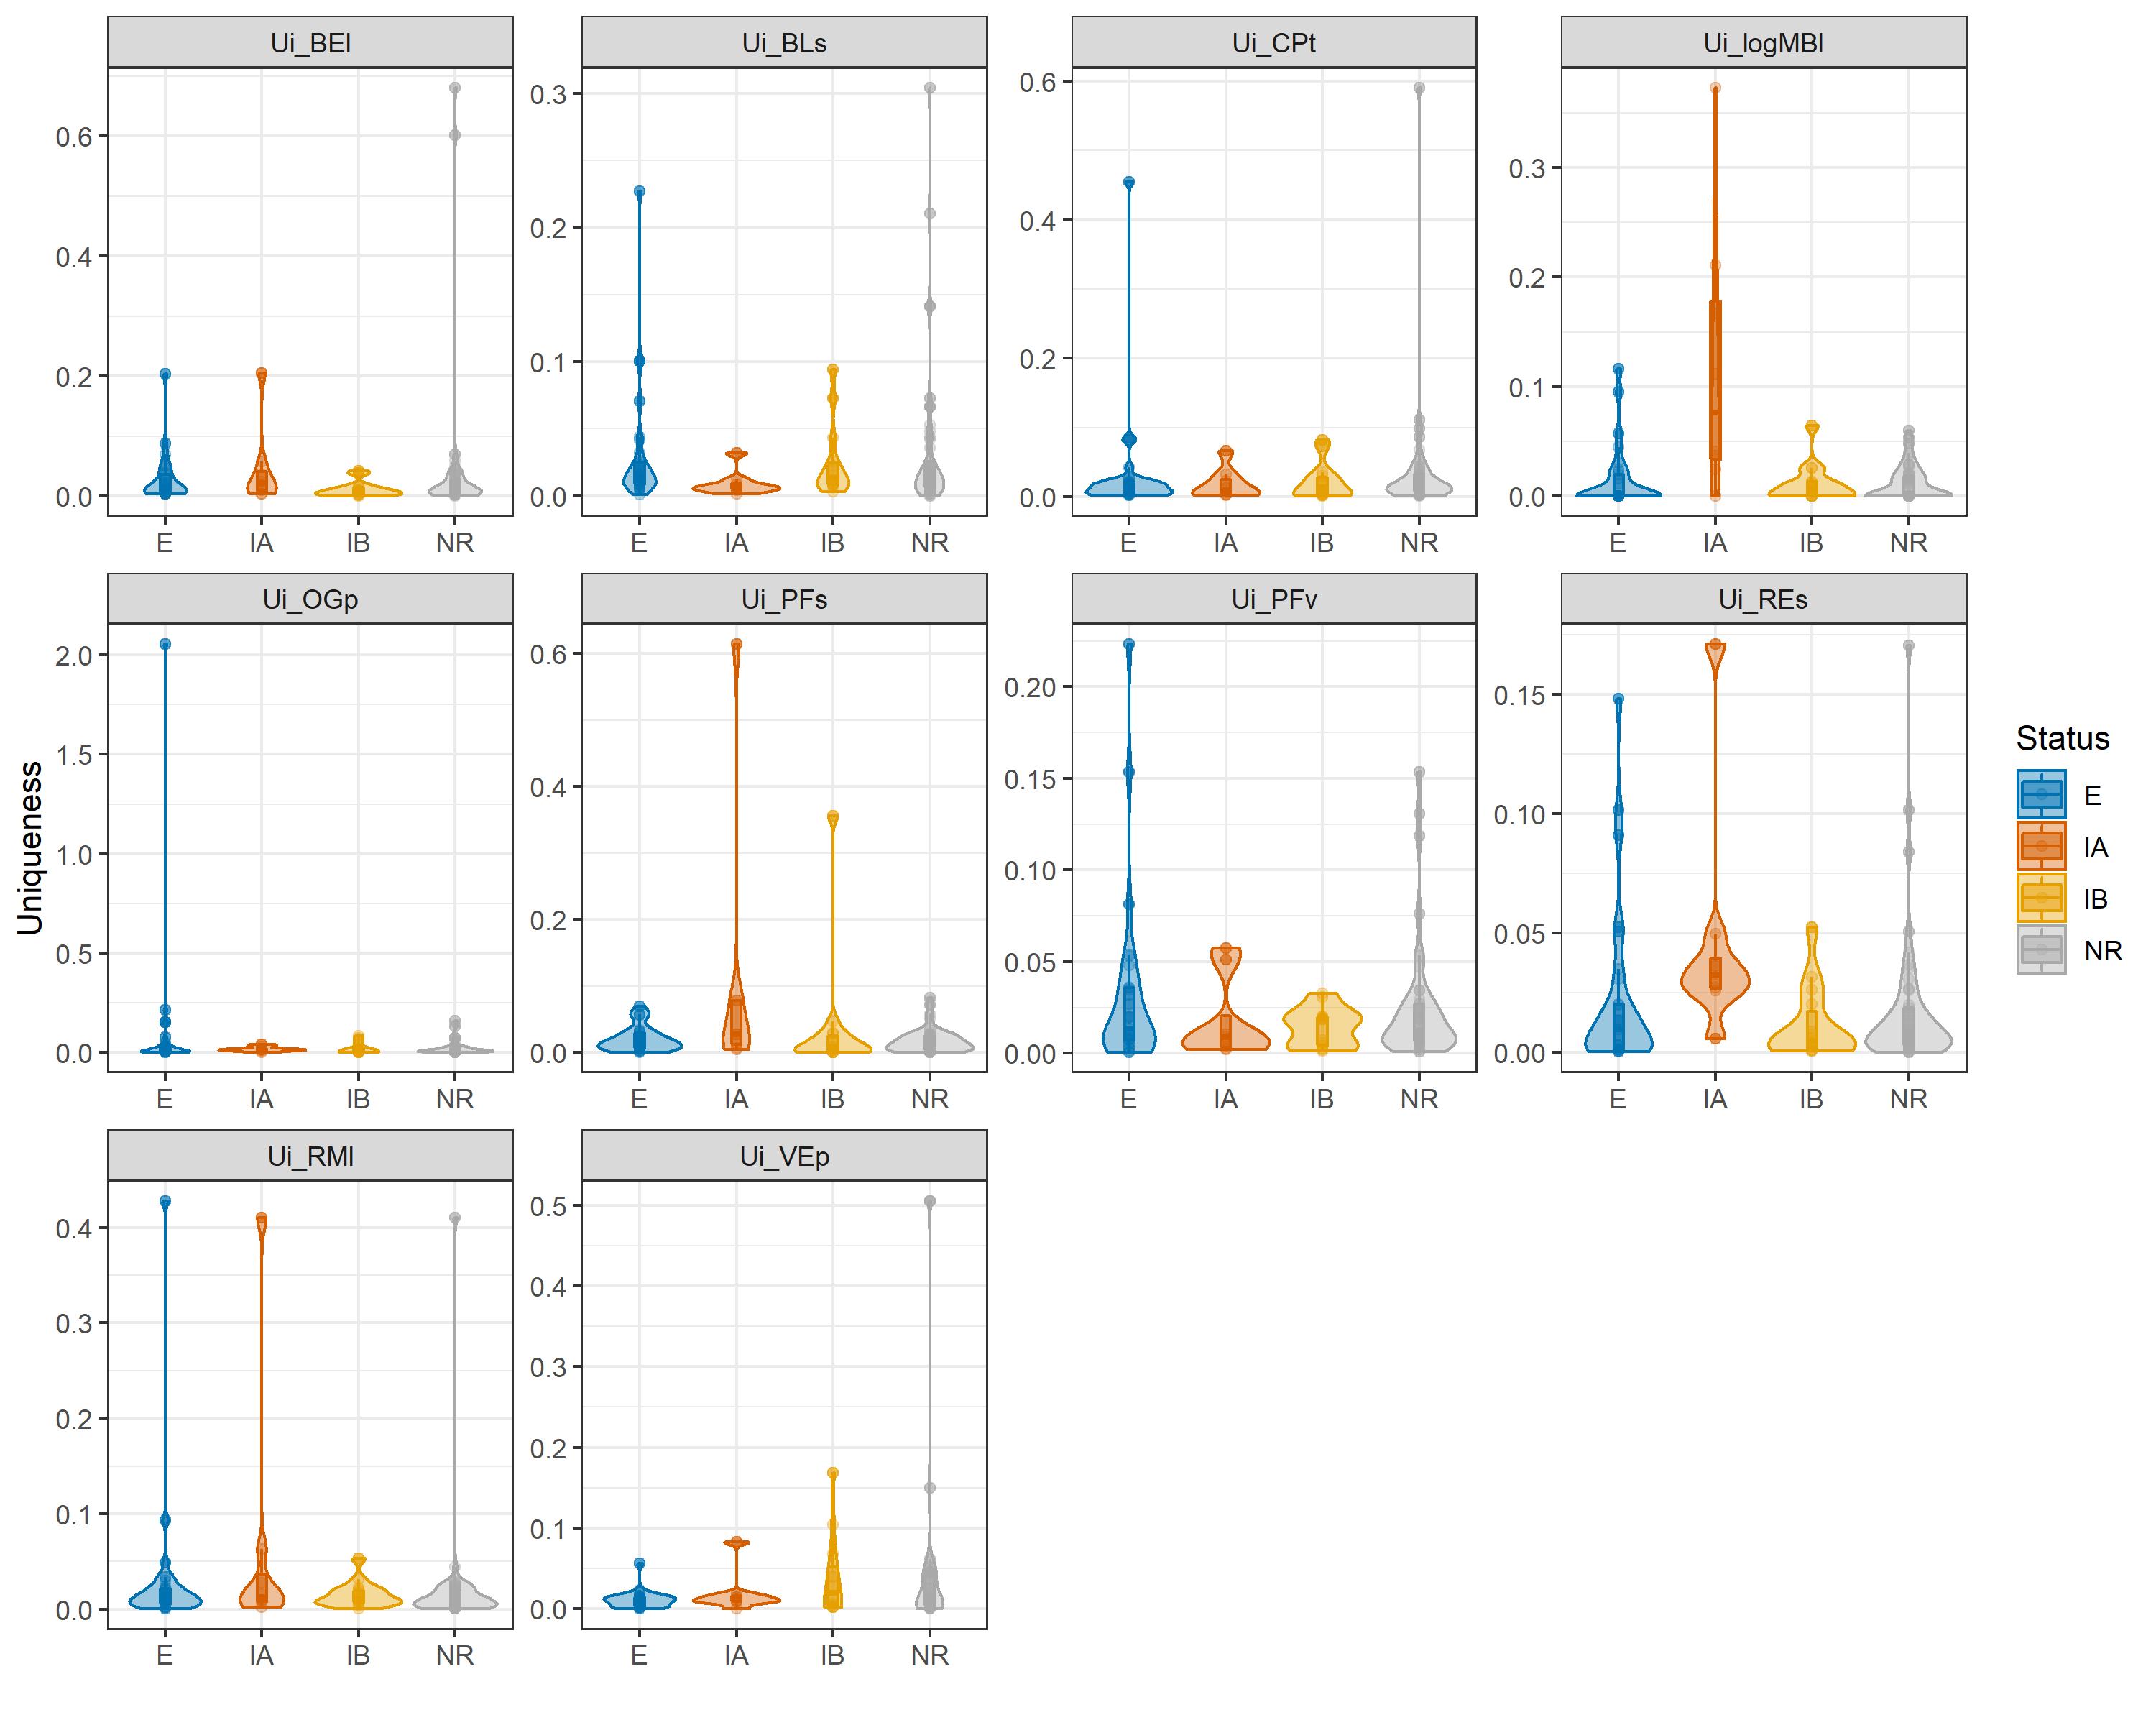 Ui_BEl
Ui_BLs
Ui_CPt
Ui_logMBl
0.6
0.4
0.2
0.0
0.3
0.2
0.1
0.0
0.6
0.4
0.2
0.0
0.3
0.2
0.1
0.0
E IA IB NR
E IA IB NR
E IA IB NR
E IA IB NR
Ui_OGp
Ui_PFs
Ui_PFv
Ui_REs
2.0
1.5
1.0
0.5
0.0
0.6
0.4
0.2
0.0
0.20
0.15
0.10
0.05
0.00
0.15
0.10
0.05
0.00
E IA IB NR
E IA IB NR
E IA IB NR
E IA IB NR
Ui_RMl
Ui_VEp
0.4
0.3
0.2
0.1
0.0
0.5
0.4
0.3
0.2
0.1
0.0
E IA IB NR
E IA IB NR
Uniqueness
Status
E
IA
IB
NR